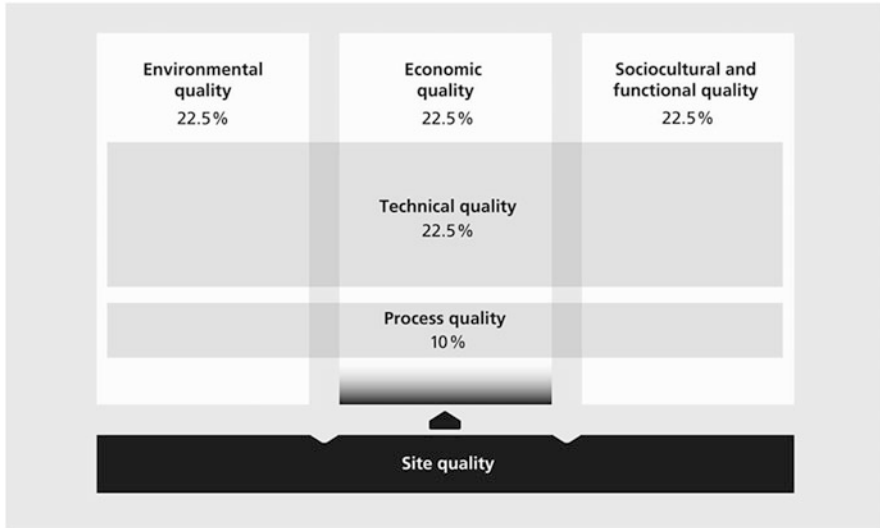 Environmental
quality
22.5%
Economic
quality
22.5%
Sociocultural and
functional quality
22.5%
Technical quality
22.5%
Process quality
10%
Site quality